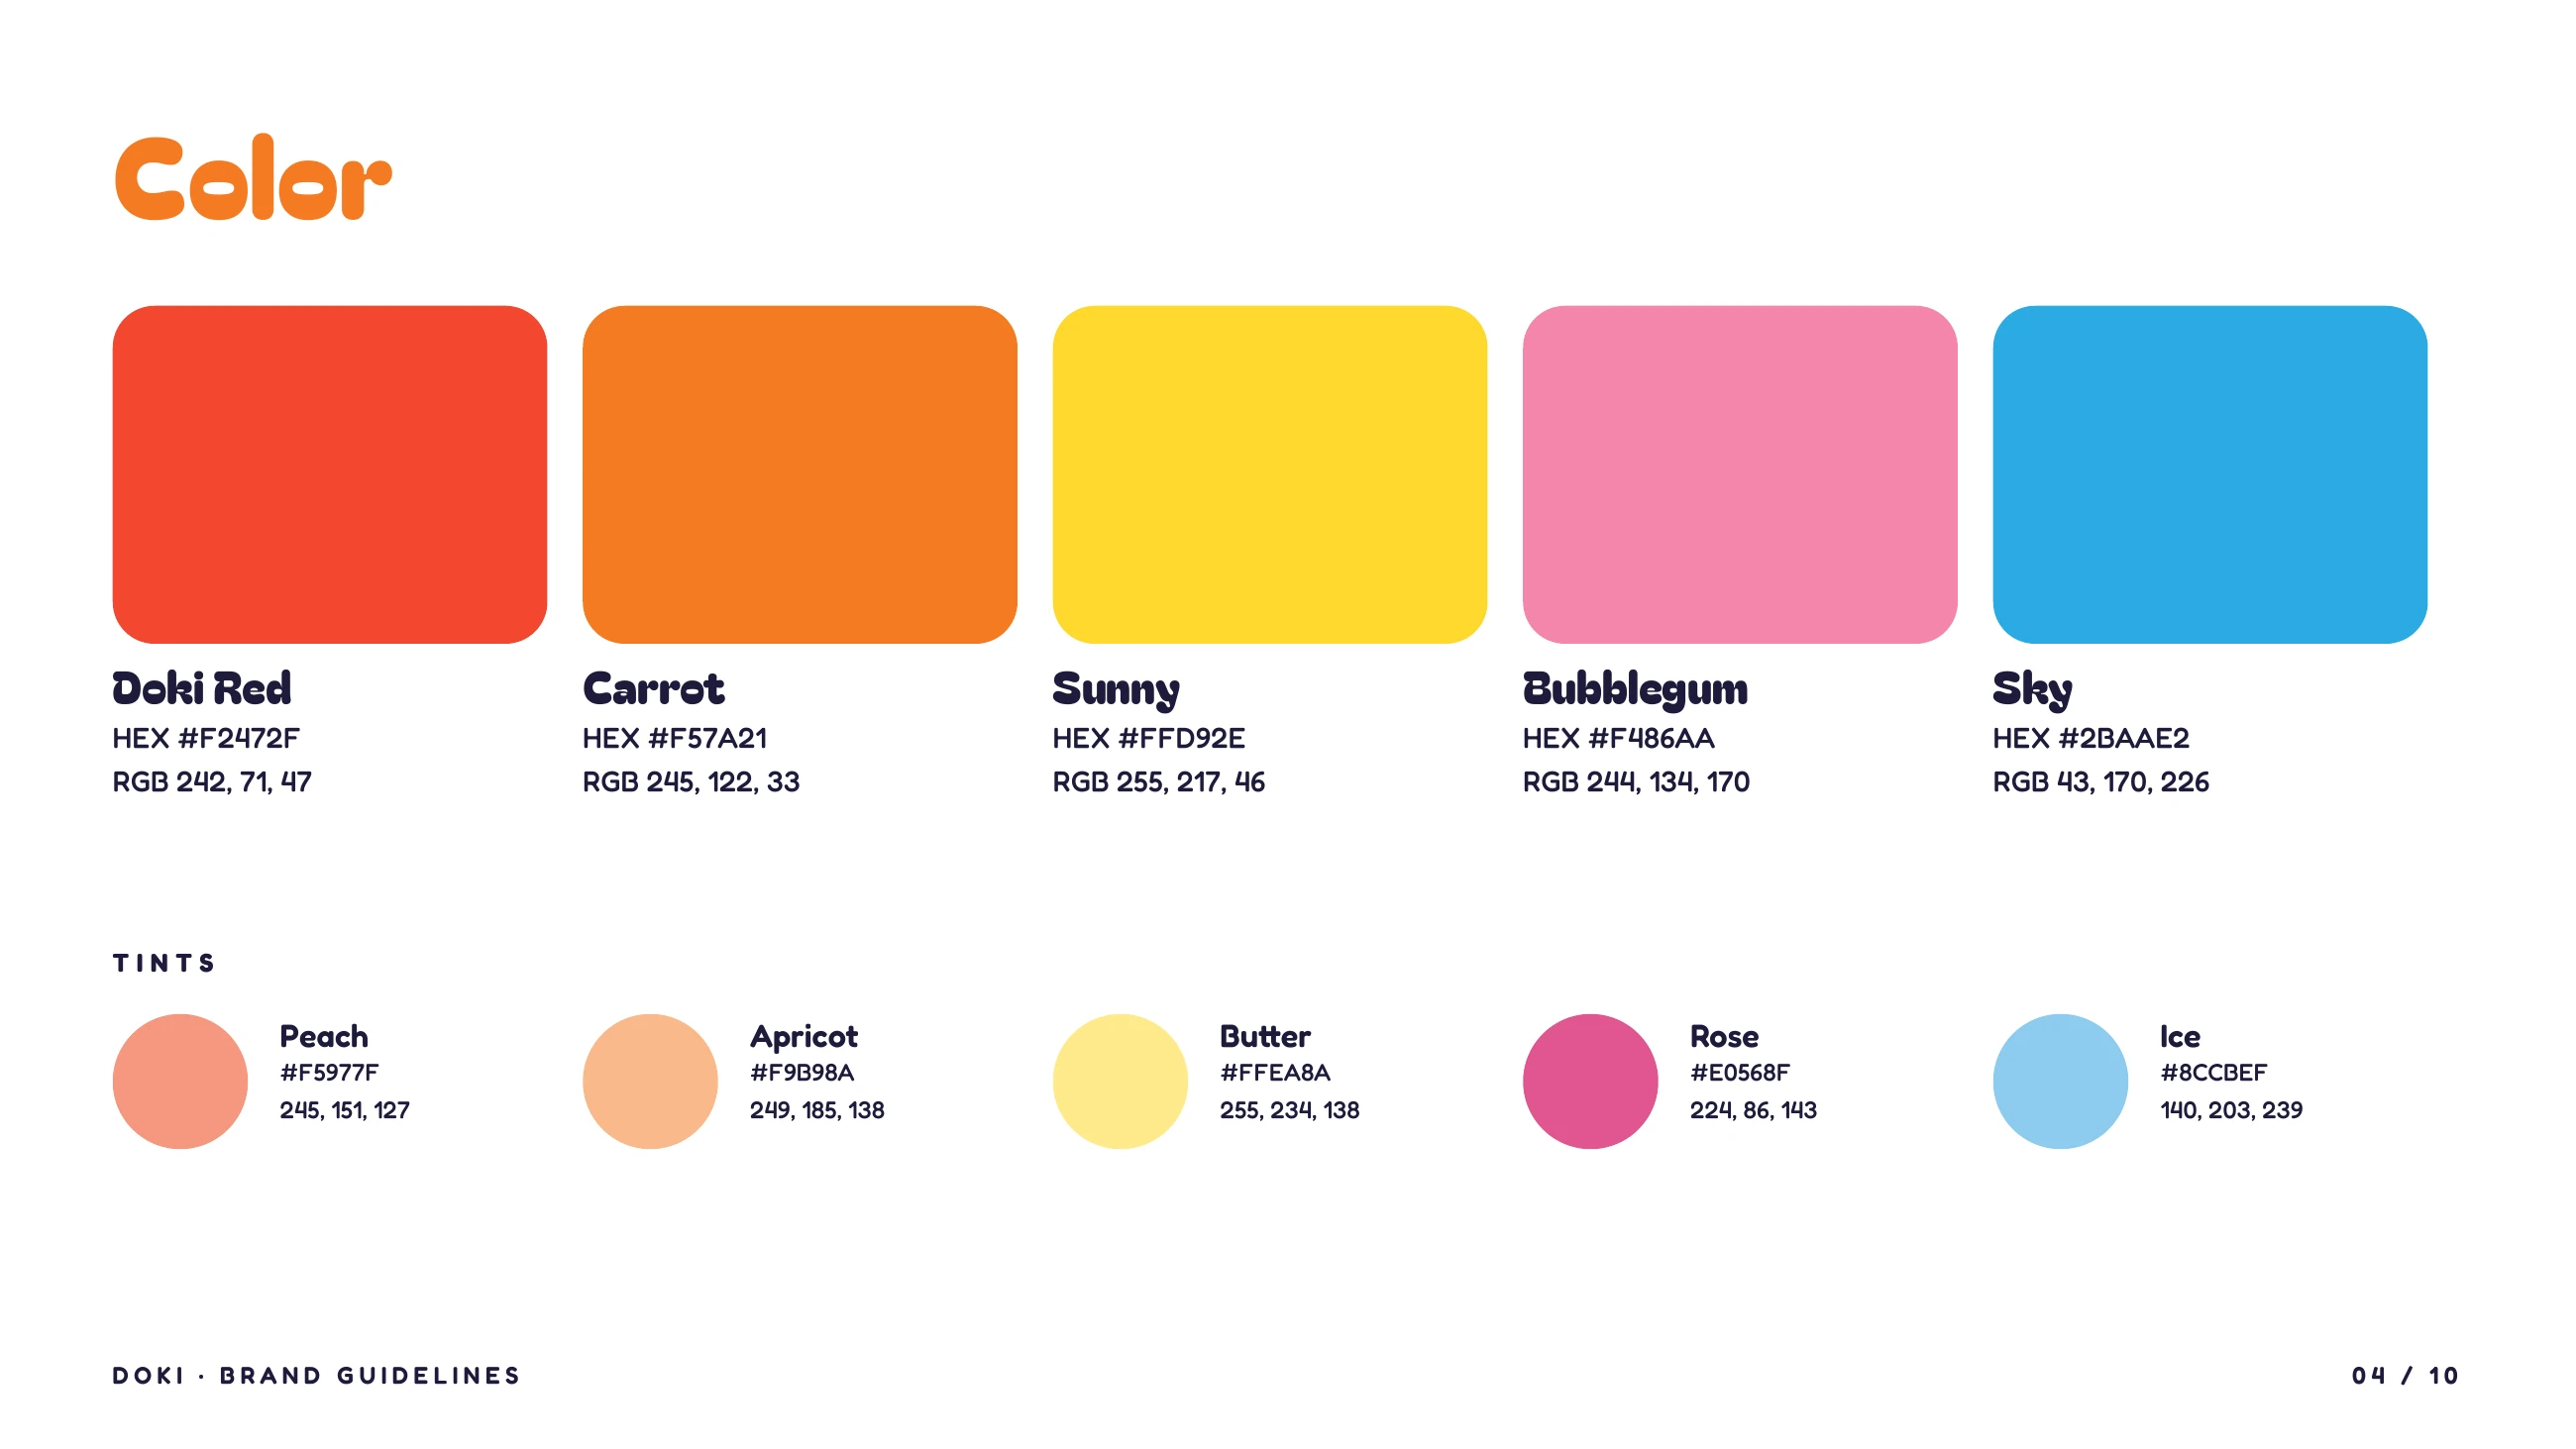 Color
Doki Red
HEX #F2472F
RGB 242, 71, 47
Carrot
HEX #F57A21
RGB 245, 122, 33
Sunny
HEX #FFD92E
RGB 255, 217, 46
Bubblegum
HEX #F486AA
RGB 244, 134, 170
Sky
HEX #2BAAE2
RGB 43, 170, 226
TINTS
Peach
#F5977F
245, 151, 127
Apricot
#F9B98A
249, 185, 138
Butter
#FFEA8A
255, 234, 138
Rose
#E0568F
224, 86, 143
Ice
#8CCBEF
140, 203, 239
DOKI · BRAND GUIDELINES
04 / 10